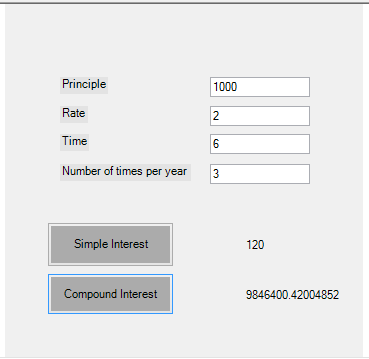 Principle 1000
Rate 2
Time 6
Number of times per year 3
Simple Interest 120
Compound Interest 9846400.42004852